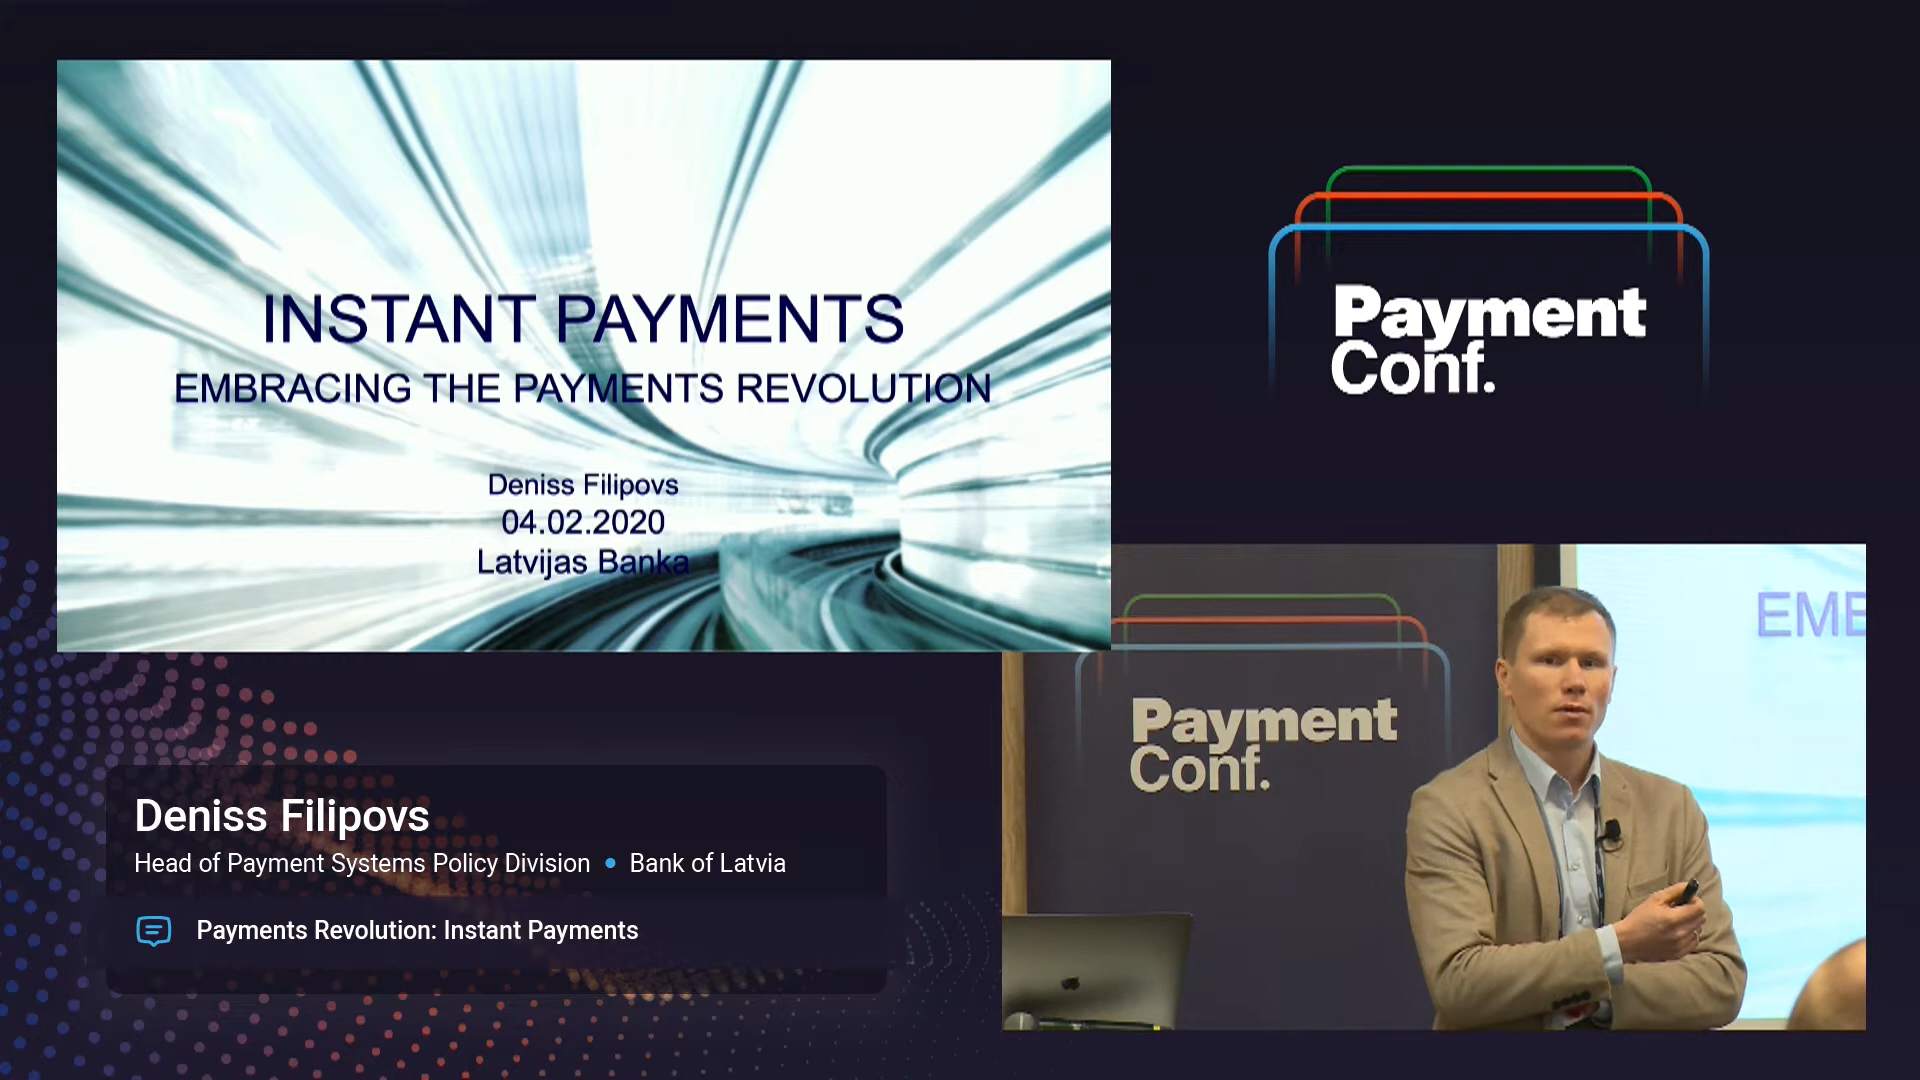 INSTANT PAYMENTS
EMBRACING THE PAYMENTS REVOLUTION
Deniss Filipovs
04.02.2020
Latvijas Banka
Payment
Conf.
EME
Payment
Conf.
Deniss Filipovs
Head of Payment Systems Policy Division • Bank of Latvia
Payments Revolution: Instant Payments